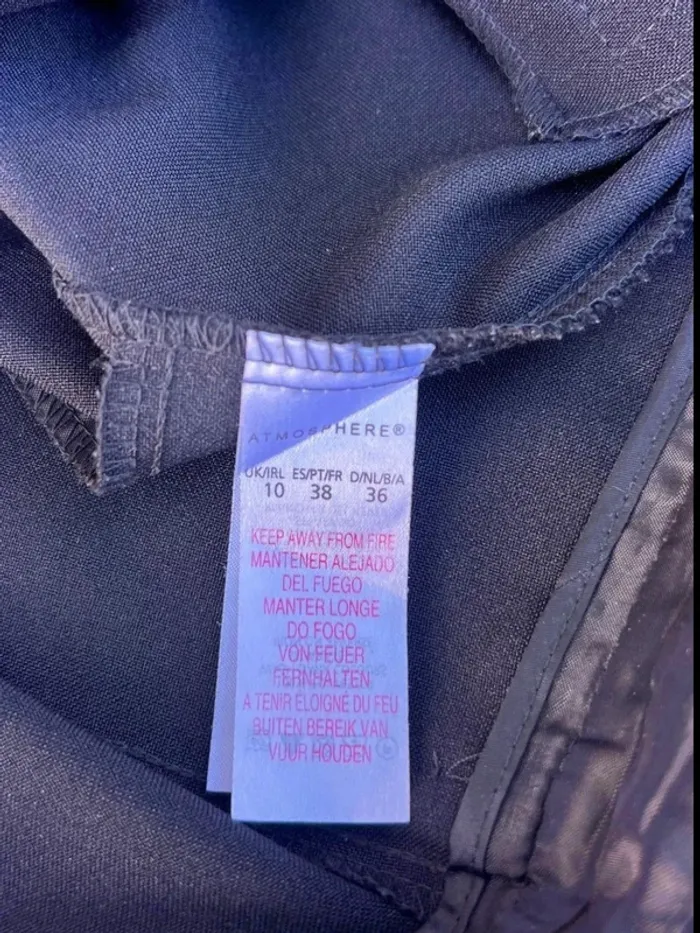 ATMOSPHERE®
UK/IRL ES/PT/FR D/NL/B/A
10 38 36
KEEP AWAY FROM FIRE
MANTENER ALEJADO
DEL FUEGO
MANTER LONGE
DO FOGO
VON FEUER
FERNHALTEN
A TENIR ELOIGNÉ DU FEU
BUITEN BEREIK VAN
VUUR HOUDEN